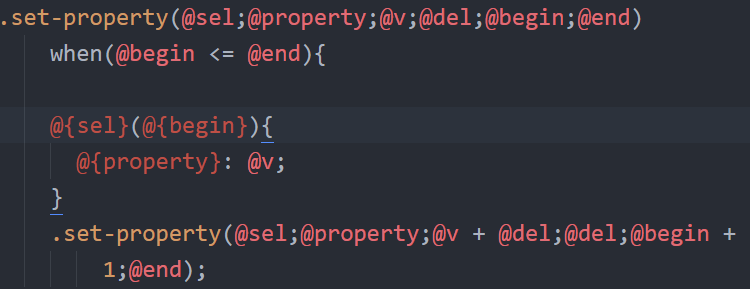 .set-property(@sel;@property;@v;@del;@begin;@end)
when(@begin <= @end){
@{sel}(@{begin}){
@{property}: @v;
}
.set-property(@sel;@property;@v + @del;@del;@begin +
1;@end);